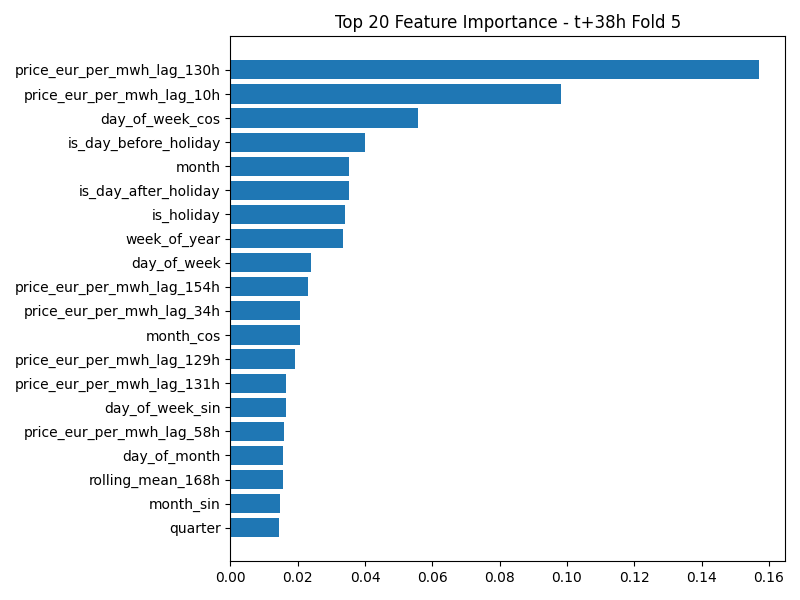 Top 20 Feature Importance - t+38h Fold 5
price_eur_per_mwh_lag_130h
price_eur_per_mwh_lag_10h
day_of_week_cos
is_day_before_holiday
month
is_day_after_holiday
is_holiday
week_of_year
day_of_week
price_eur_per_mwh_lag_154h
price_eur_per_mwh_lag_34h
month_cos
price_eur_per_mwh_lag_129h
price_eur_per_mwh_lag_131h
day_of_week_sin
price_eur_per_mwh_lag_58h
day_of_month
rolling_mean_168h
month_sin
quarter
0.00 0.02 0.04 0.06 0.08 0.10 0.12 0.14 0.16